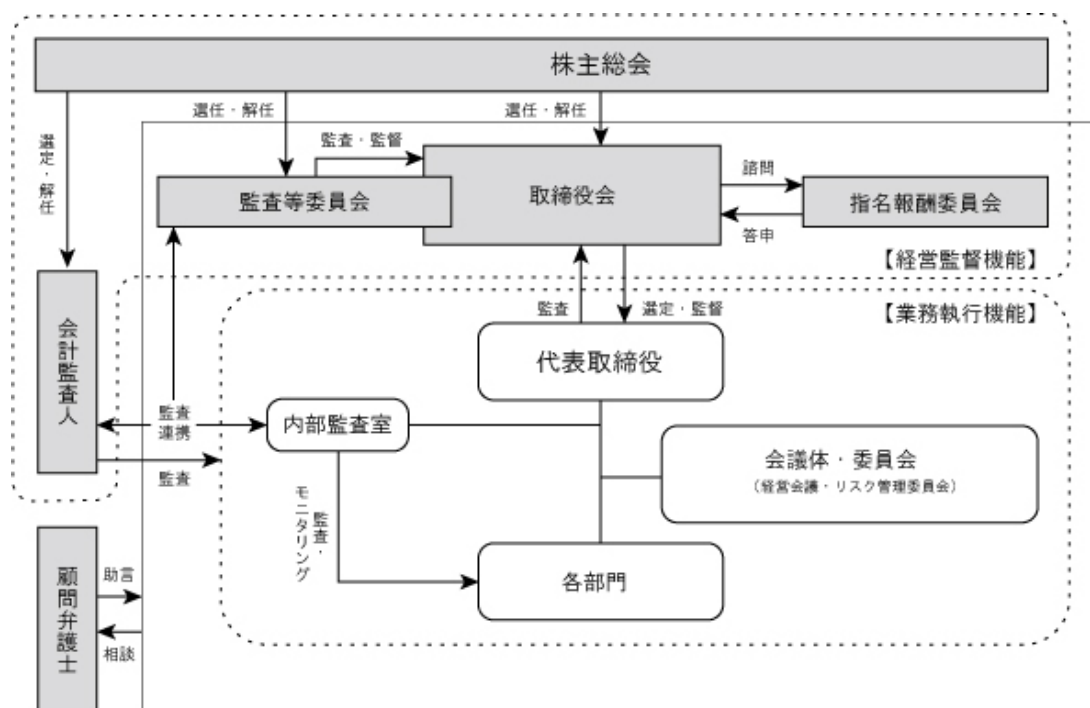 株主総会
選任・解任
選任・解任
選定・解任
監査・監督
監査等委員会
取締役会
諮問
答申
指名報酬委員会
【経営監督機能】
会計監査人
監査
選定・監督
【業務執行機能】
代表取締役
監査
連携
内部監査室
監査
会議体・委員会
（経営会議・リスク管理委員会）
監査・
モニタリング
各部門
顧問弁護士
助言
相談